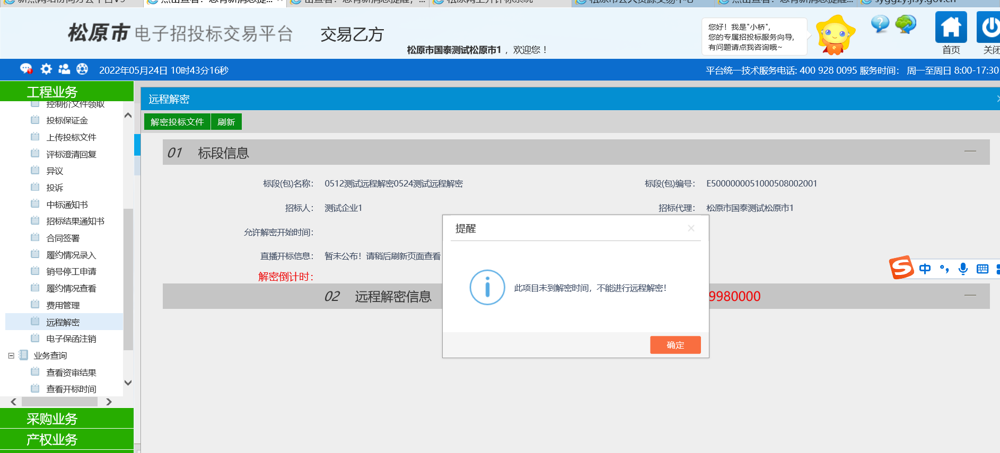 松原市 电子招投标交易平台 交易乙方
松原市国泰测试松原市1 ，欢迎您！
您好！我是"小桥",
您的专属招投标服务向导,
有问题请点我咨询哦~
首页 关闭
2022年05月24日 10时43分16秒
平台统一技术服务电话: 400 928 0095 服务时间： 周一至周日 8:00-17:30
工程业务
控制价文件领取
投标保证金
上传投标文件
评标澄清回复
异议
投诉
中标通知书
招标结果通知书
合同签署
履约情况录入
销号停工申请
履约情况查看
费用管理
远程解密
电子保函注销
业务查询
查看资审结果
查看开标时间
采购业务
产权业务
远程解密
解密投标文件 刷新
01 标段信息
标段(包)名称： 0512测试远程解密0524测试远程解密
标段(包)编号： E5000000051000508002001
招标人： 测试企业1
招标代理： 松原市国泰测试松原市1
允许解密开始时间：
直播开标信息： 暂未公布！请稍后刷新页面查看
解密倒计时：
02 远程解密信息
9980000
提醒
此项目未到解密时间，不能进行远程解密！
确定
中